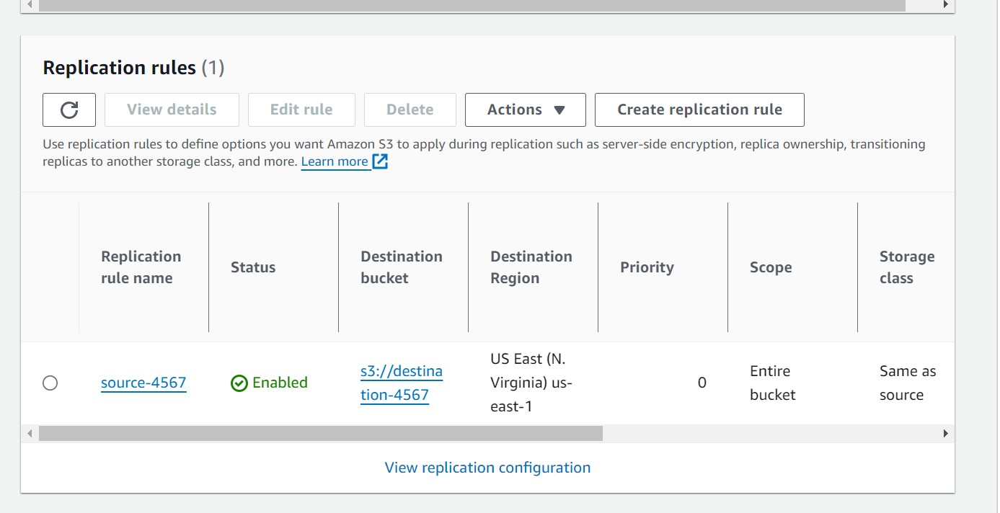 Replication rules (1)
View details
Edit rule
Delete
Actions
Create replication rule
Use replication rules to define options you want Amazon S3 to apply during replication such as server-side encryption, replica ownership, transitioning
replicas to another storage class, and more. Learn more
Replication
rule name
Status
Destination
bucket
Destination
Region
Priority
Scope
Storage
class
source-4567
Enabled
s3://destina
tion-4567
US East (N.
Virginia) us-
east-1
0
Entire
bucket
Same as
source
View replication configuration